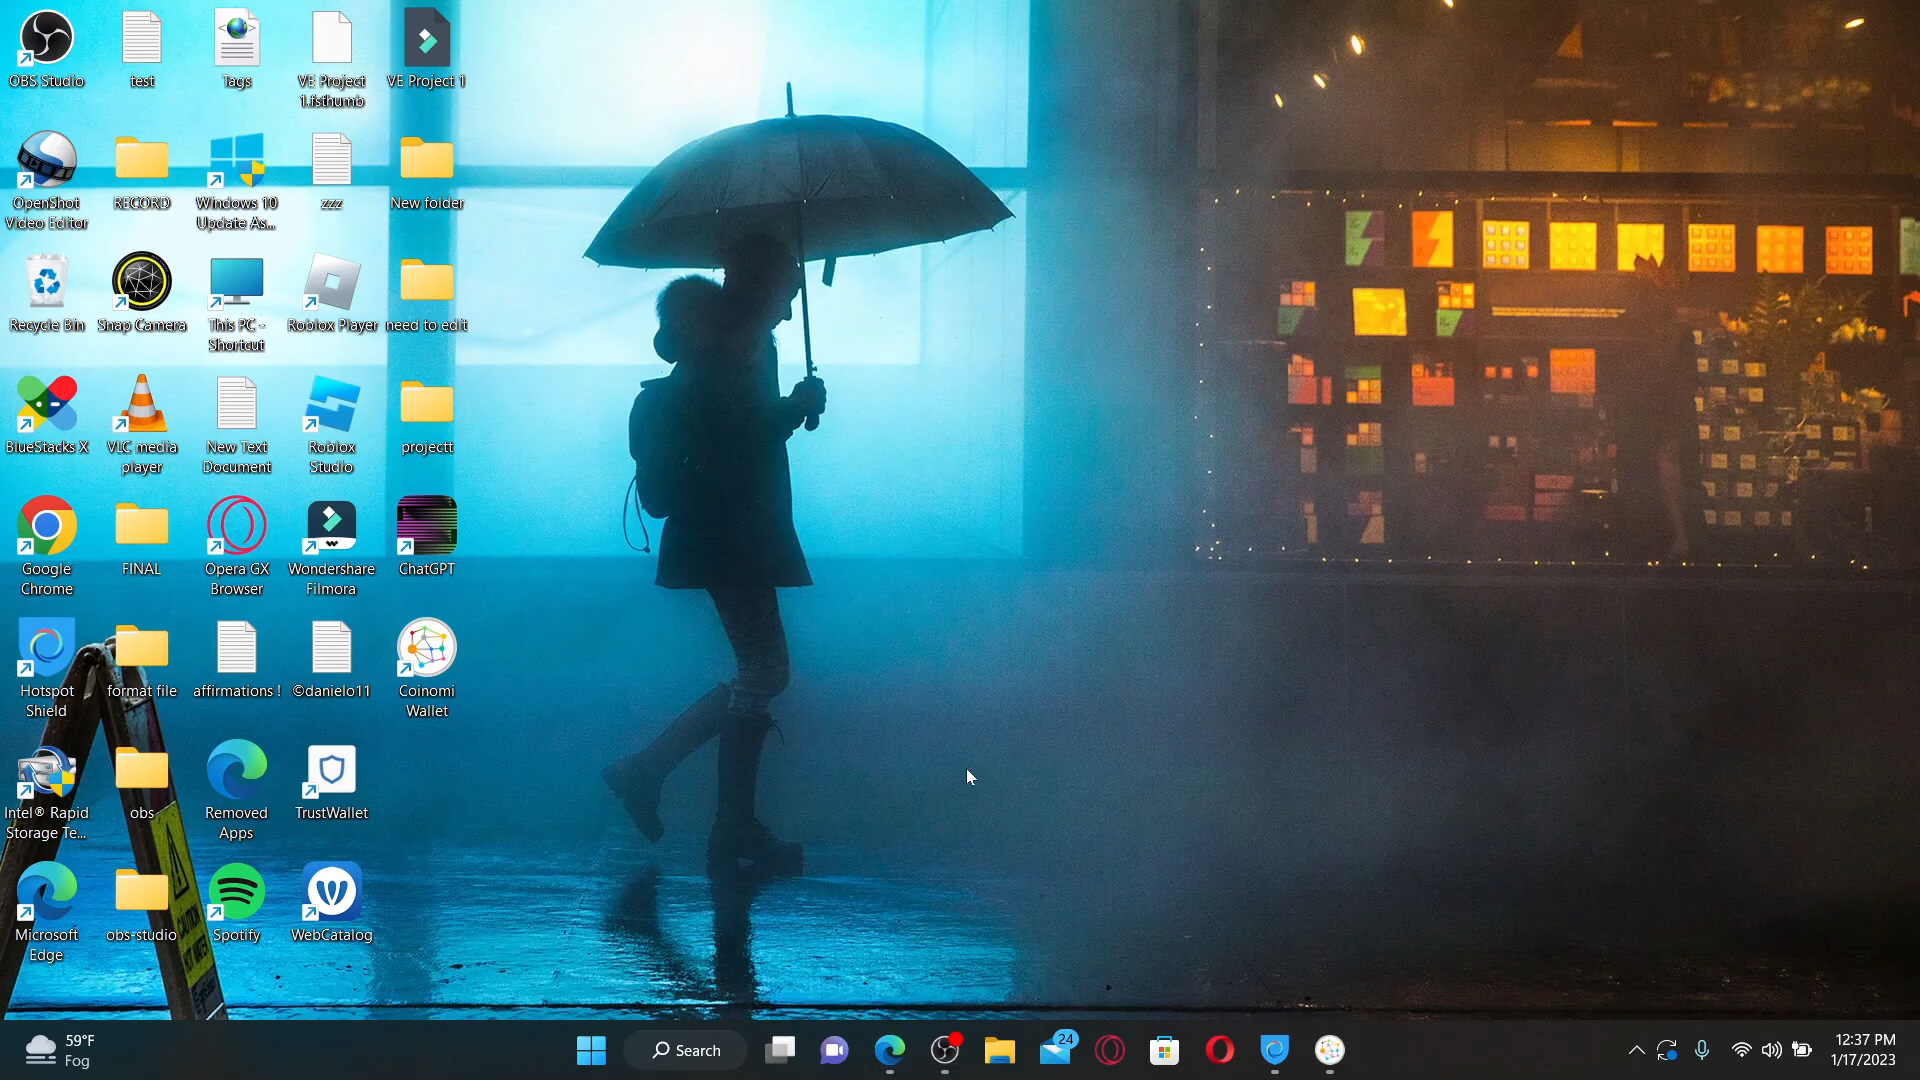 OBS Studio
test
Tags
VE Project
1.fsthumb
VE Project 1
OpenShot
Video Editor
RECORD
Windows 10
Update As...
zzz
New folder
Recycle Bin
Snap Camera
This PC -
Shortcut
Roblox Player
need to edit
BlueStacks X
VLC media
player
New Text
Document
Roblox
Studio
projectt
Google
Chrome
FINAL
Opera GX
Browser
Wondershare
Filmora
ChatGPT
Hotspot
Shield
format file
affirmations !
©danielo11
Coinomi
Wallet
Intel® Rapid
Storage Te...
obs
Removed
Apps
TrustWallet
Microsoft
Edge
obs-studio
Spotify
WebCatalog
CAUTION
59°F
Fog
Search
24
12:37 PM
1/17/2023